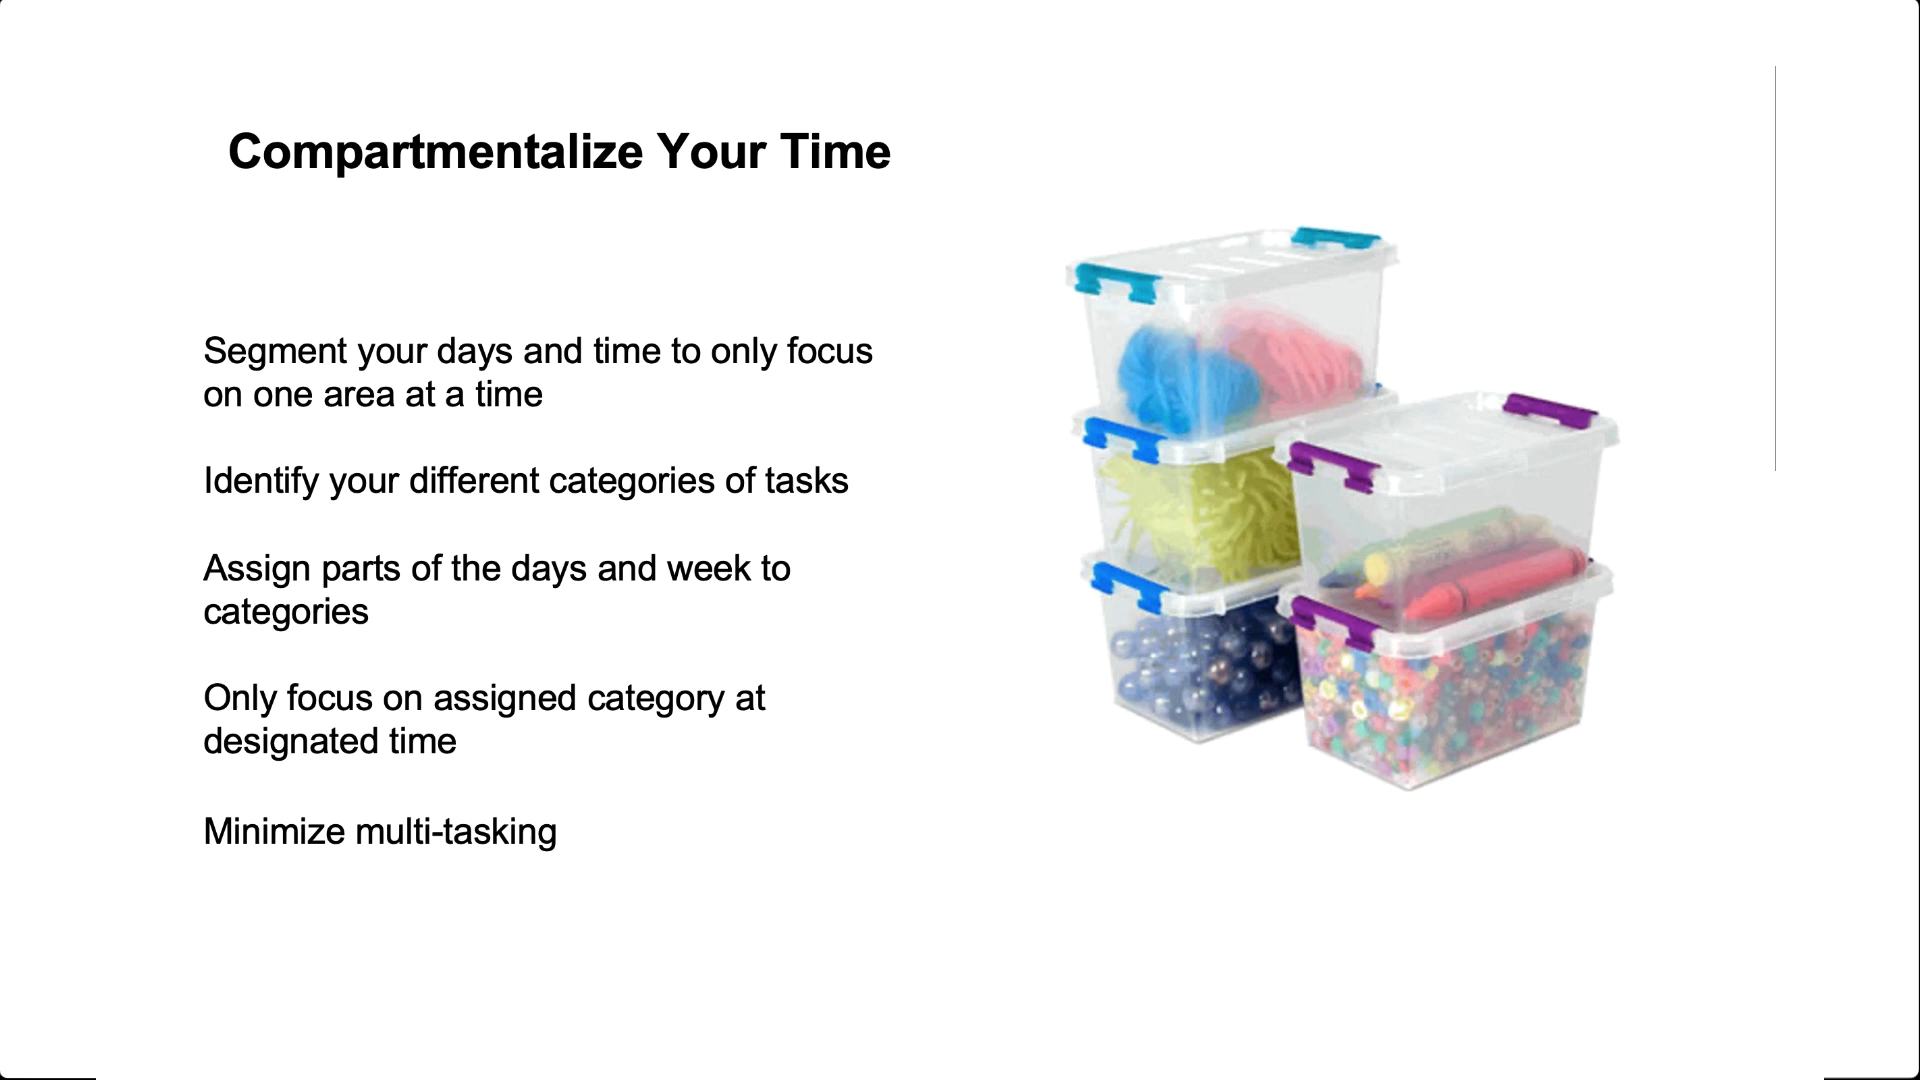 Compartmentalize Your Time
Segment your days and time to only focus
on one area at a time
Identify your different categories of tasks
Assign parts of the days and week to
categories
Only focus on assigned category at
designated time
Minimize multi-tasking